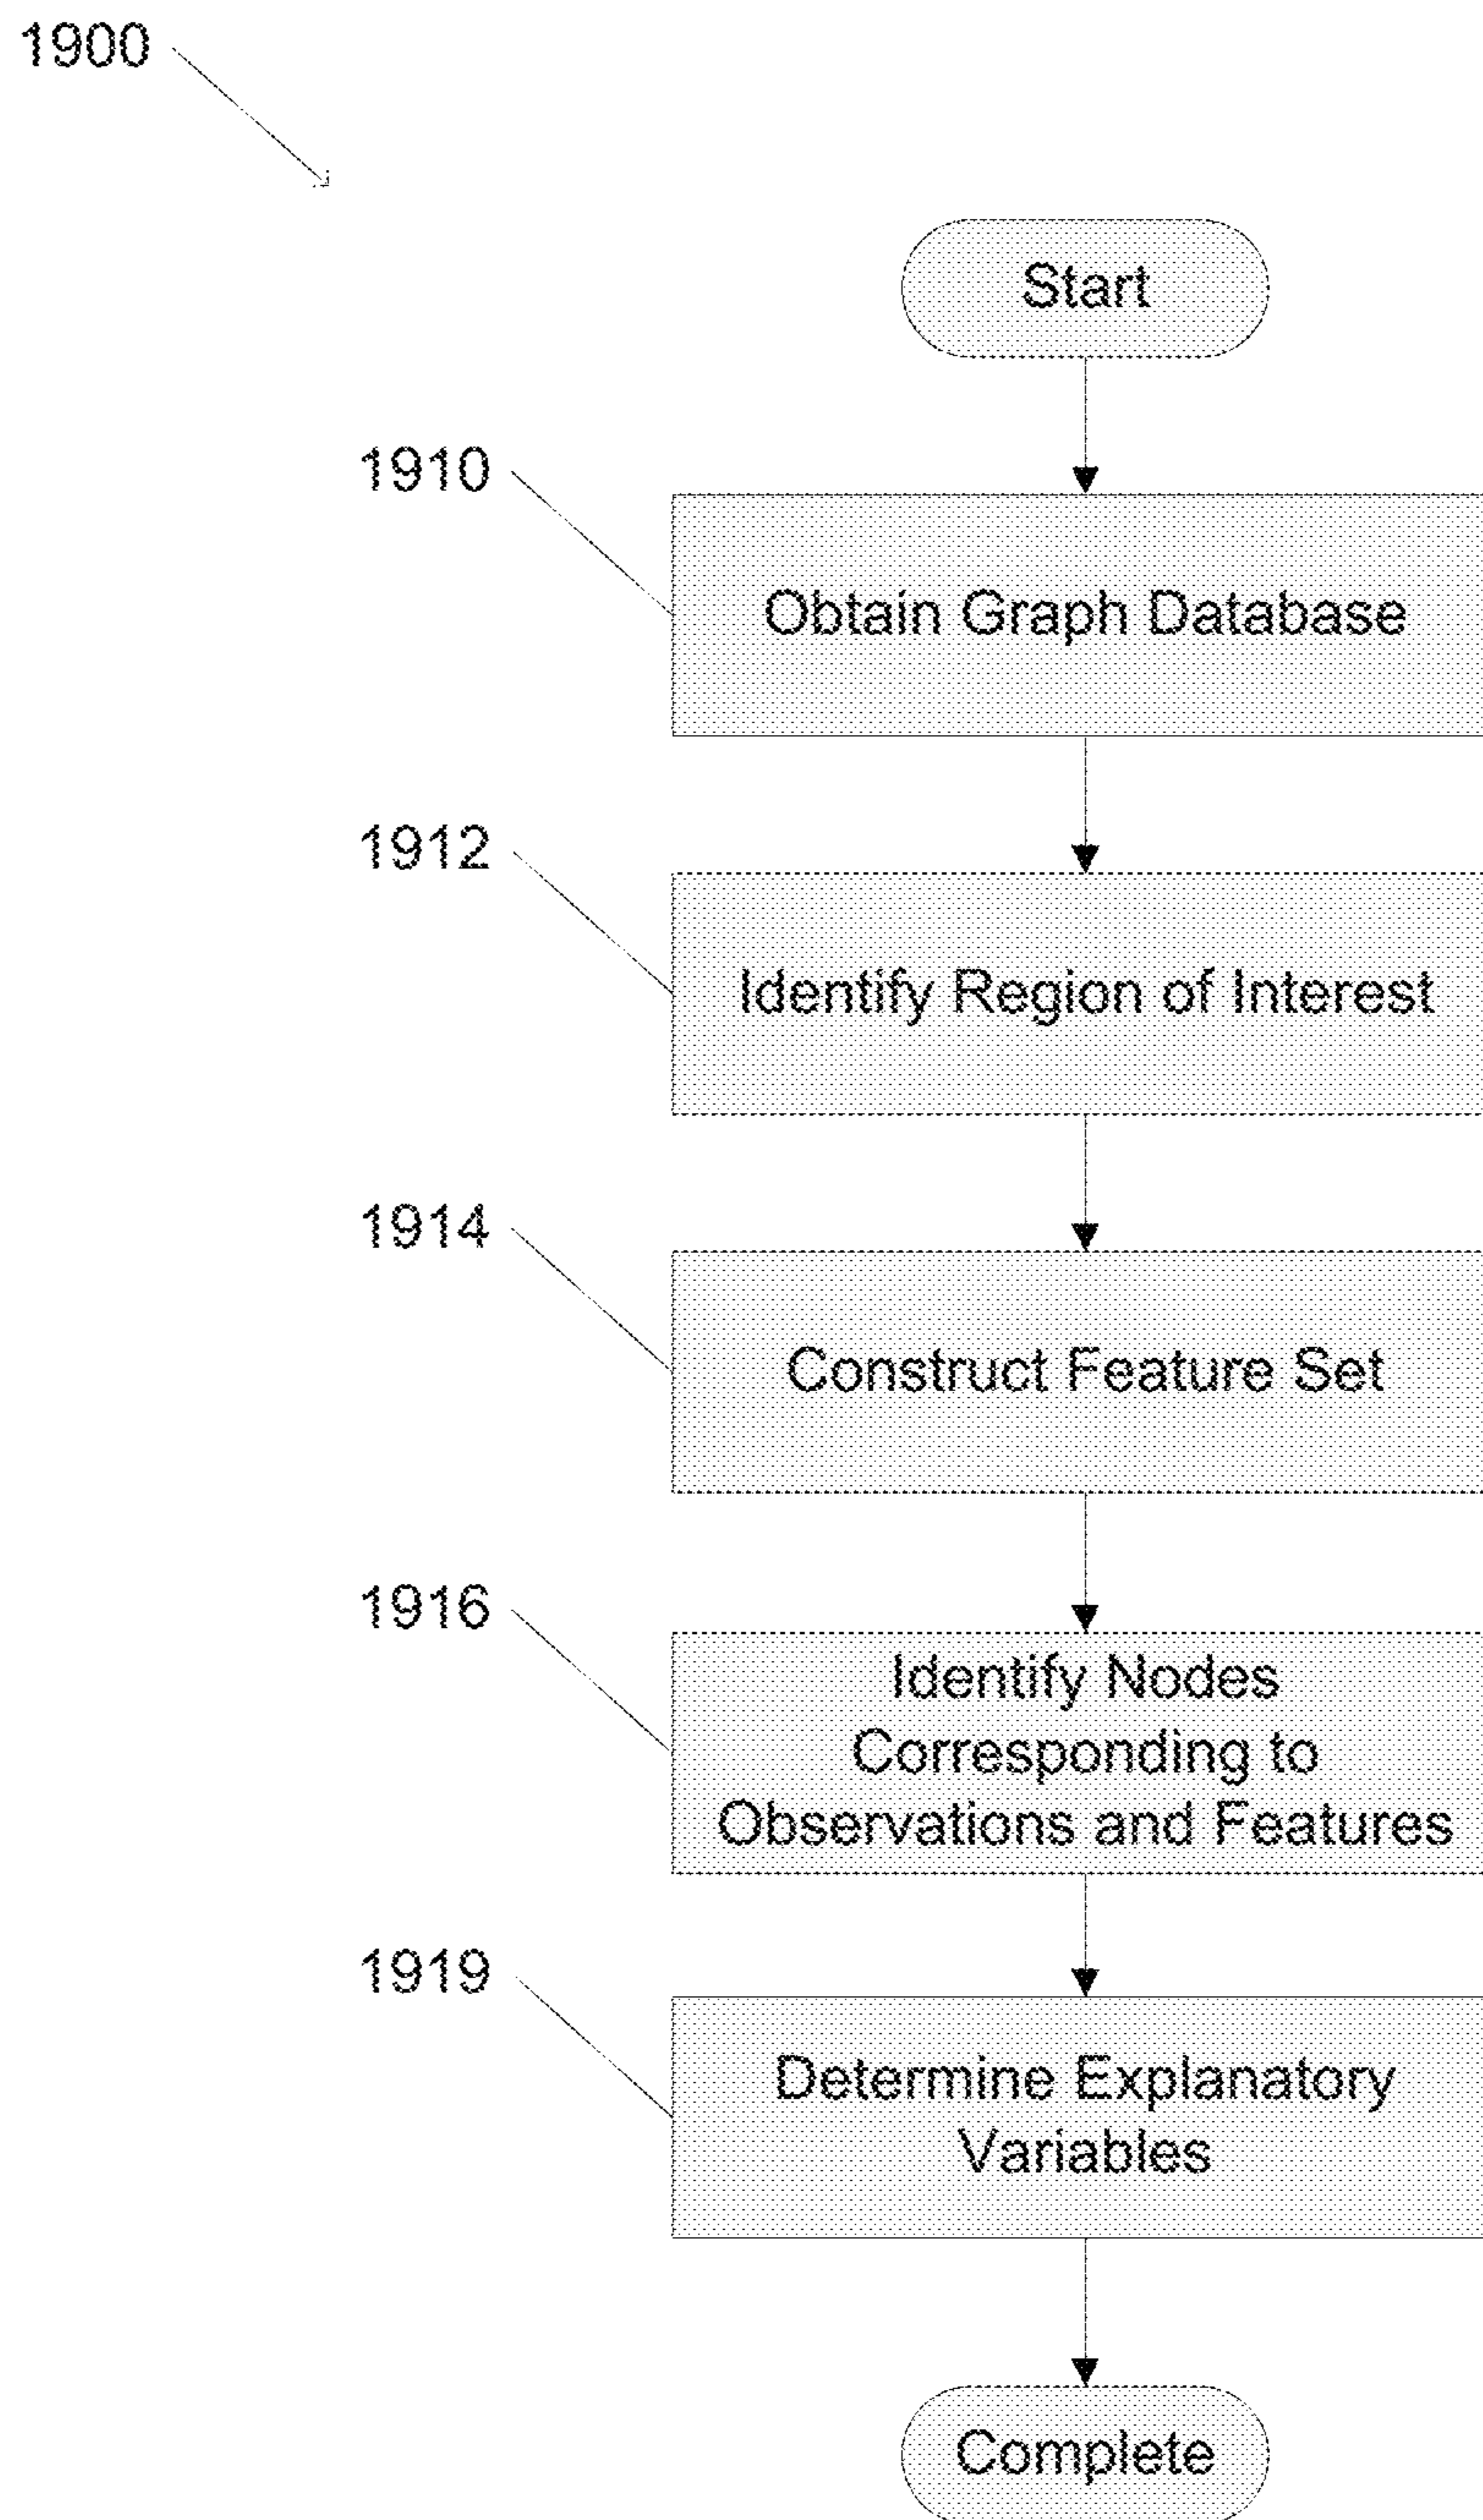 1900
Start
1910
Obtain Graph Database
1912
Identify Region of Interest
1914
Construct Feature Set
1916
Identify Nodes
Corresponding to
Observations and Features
1919
Determine Explanatory
Variables
Complete